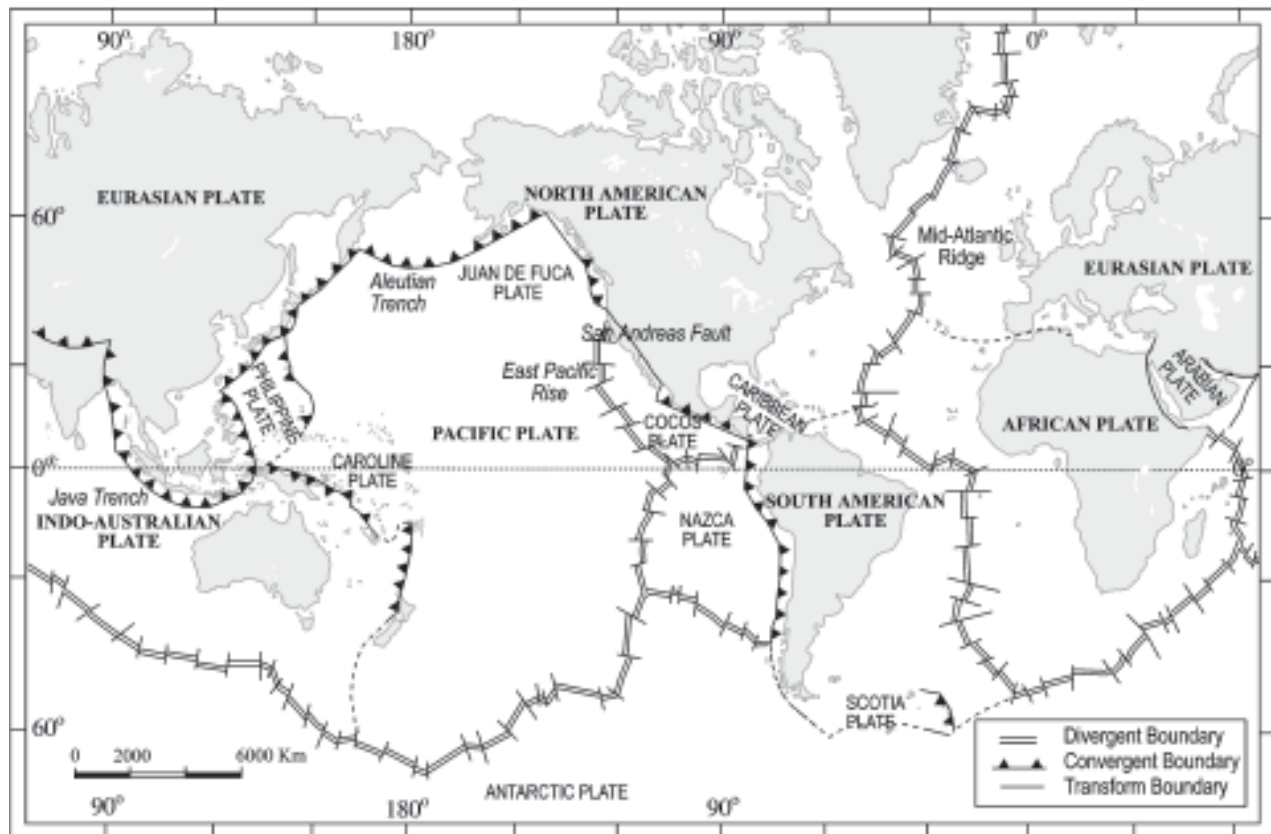 90° 180° 90° 0°
EURASIAN PLATE
NORTH AMERICAN
PLATE
60°
Mid-Atlantic
Ridge
EURASIAN PLATE
Aleutian
Trench
JUAN DE FUCA
PLATE
San Andreas Fault
East Pacific
Rise
PHILIPPINE
PLATE
ARABIAN
PLATE
CARIBBEAN
PLATE
COCOS
PLATE
PACIFIC PLATE
AFRICAN PLATE
0°
CAROLINE
PLATE
Java Trench
INDO-AUSTRALIAN
PLATE
NAZCA
PLATE
SOUTH AMERICAN
PLATE
SCOTIA
PLATE
60°
0 2000 6000 Km
Divergent Boundary
Convergent Boundary
Transform Boundary
ANTARCTIC PLATE
90° 180° 90°